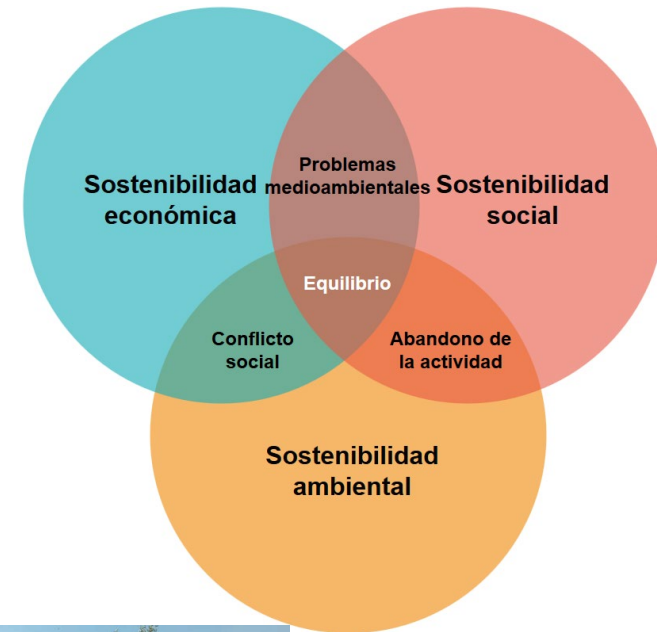 Problemas
medioambientales
Sostenibilidad
económica
Sostenibilidad
social
Equilibrio
Conflicto
social
Abandono de
la actividad
Sostenibilidad
ambiental